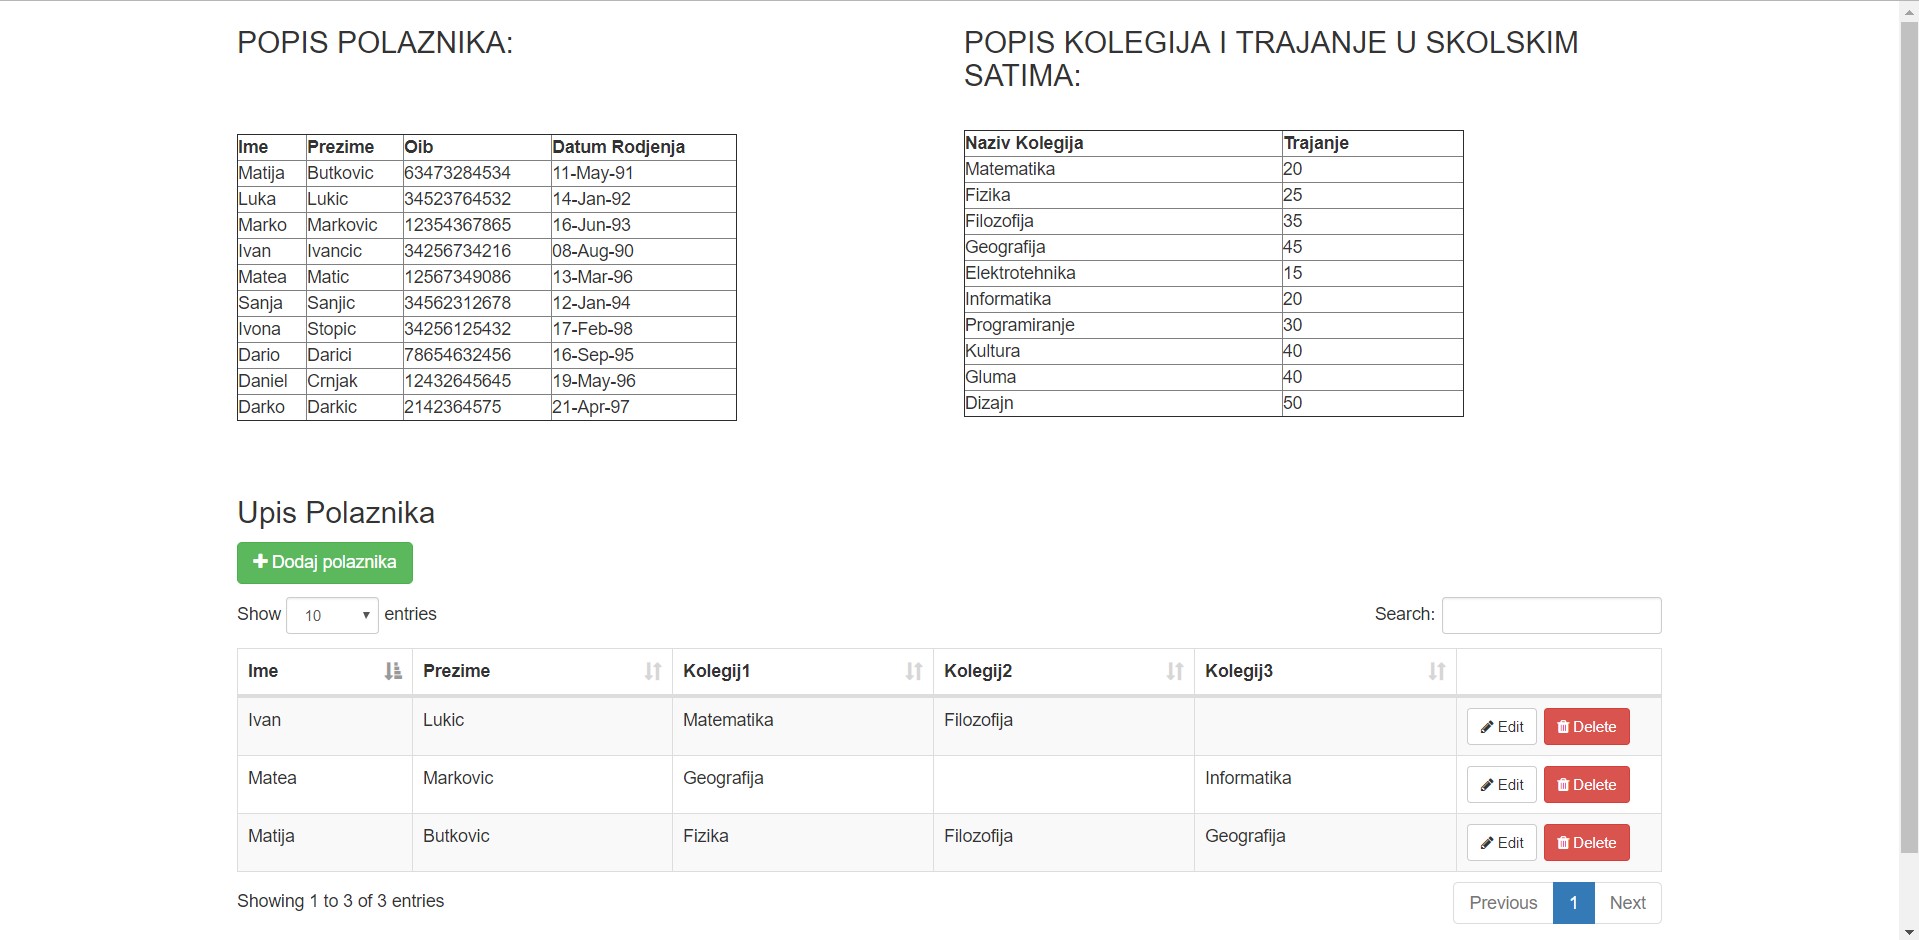 POPIS POLAZNIKA:
Ime Prezime Oib Datum Rodjenja
Matija Butkovic 63473284534 11-May-91
Luka Lukic 34523764532 14-Jan-92
Marko Markovic 12354367865 16-Jun-93
Ivan Ivancic 34256734216 08-Aug-90
Matea Matic 12567349086 13-Mar-96
Sanja Sanjic 34562312678 12-Jan-94
Ivona Stopic 34256125432 17-Feb-98
Dario Darici 78654632456 16-Sep-95
Daniel Crnjak 12432645645 19-May-96
Darko Darkic 2142364575 21-Apr-97
POPIS KOLEGIJA I TRAJANJE U SKOLSKIM
SATIMA:
Naziv Kolegija Trajanje
Matematika 20
Fizika 25
Filozofija 35
Geografija 45
Elektrotehnika 15
Informatika 20
Programiranje 30
Kultura 40
Gluma 40
Dizajn 50
Upis Polaznika
Dodaj polaznika
Show 10 entries Search:
Ime Prezime Kolegij1 Kolegij2 Kolegij3
Ivan Lukic Matematika Filozofija Edit Delete
Matea Markovic Geografija Informatika Edit Delete
Matija Butkovic Fizika Filozofija Geografija Edit Delete
Showing 1 to 3 of 3 entries Previous 1 Next